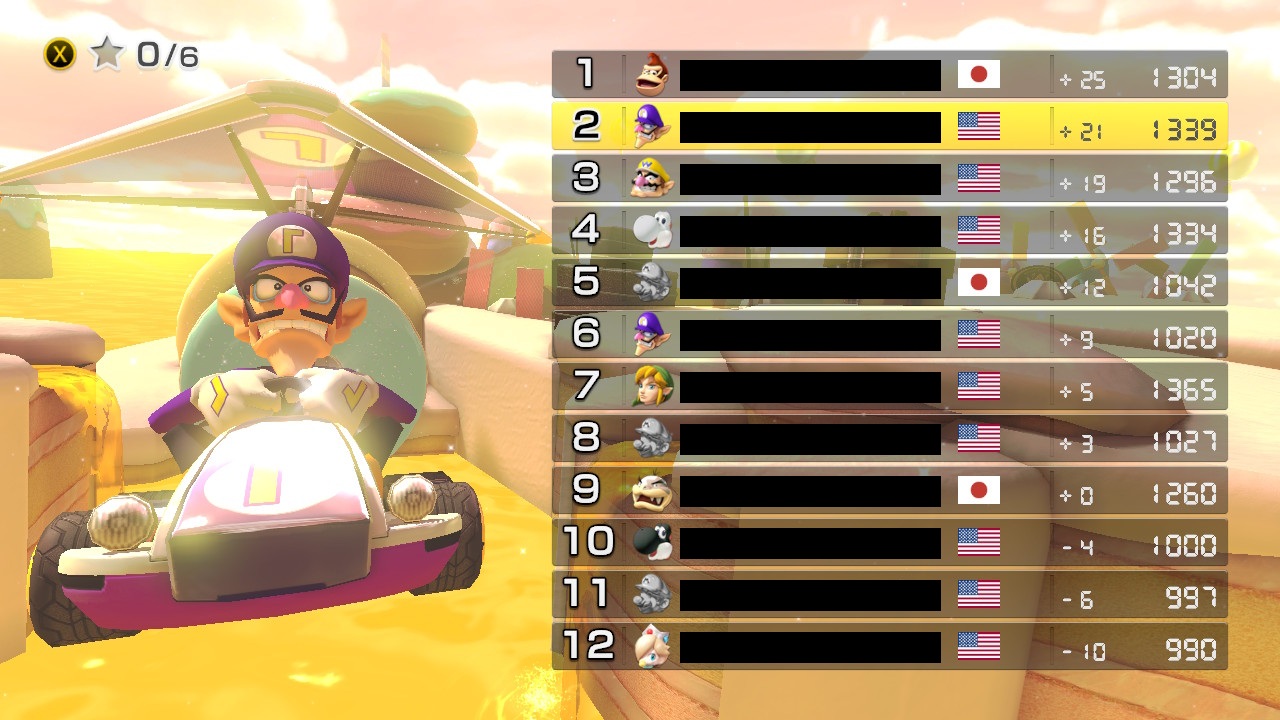 X 0/6
1 + 25 1304
2 + 21 1339
3 + 19 1296
4 + 16 1334
5 + 12 1042
6 + 9 1020
7 + 5 1365
8 + 3 1027
9 + 0 1260
10 - 4 1000
11 - 6 997
12 - 10 990